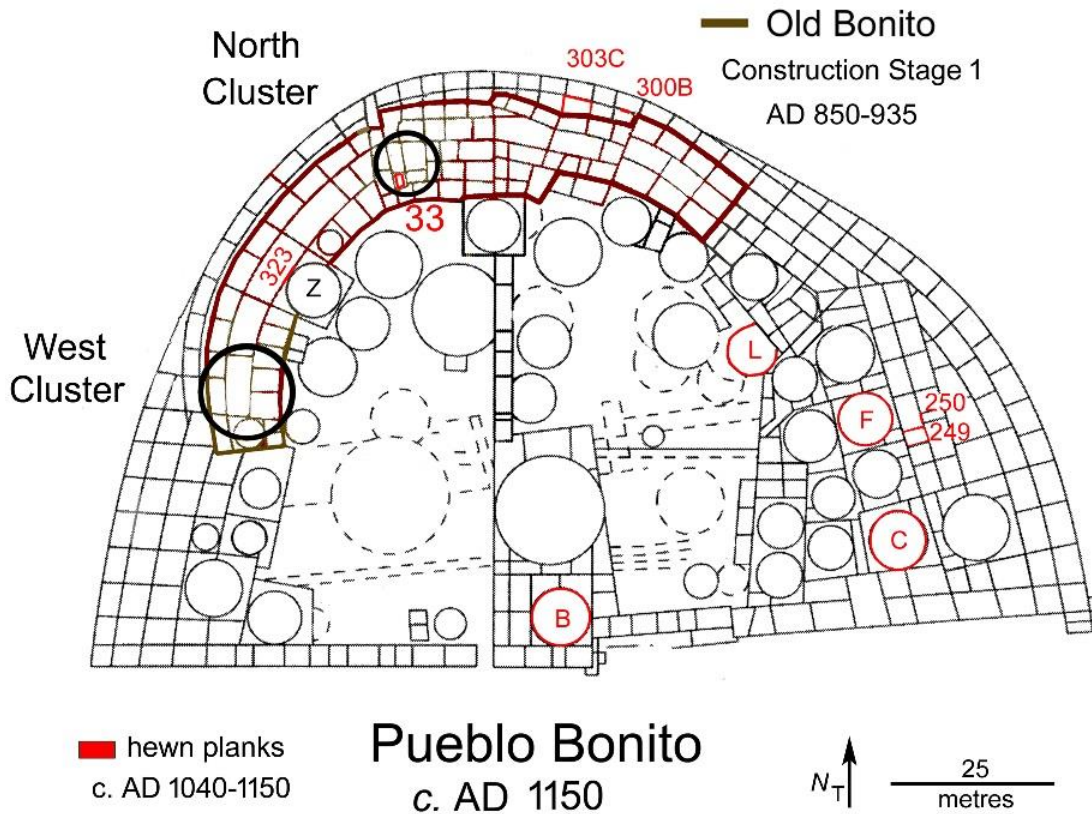 North
Cluster
303C
300B
Old Bonito
Construction Stage 1
AD 850-935
33
323
Z
West
Cluster
L
F
250
249
C
B
hewn planks
c. AD 1040-1150
Pueblo Bonito
c. AD 1150
NT
25
metres